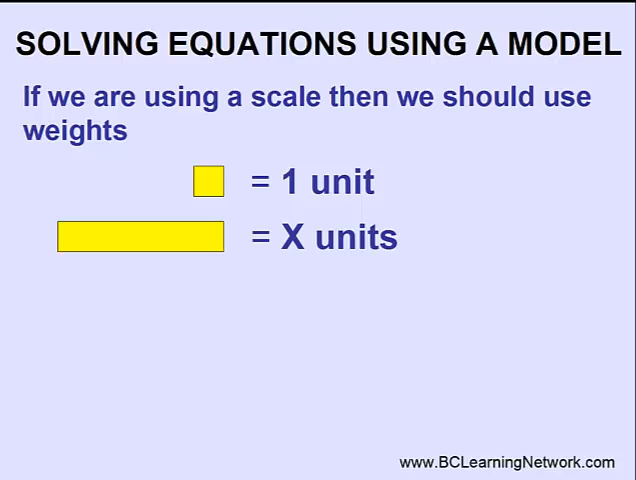 SOLVING EQUATIONS USING A MODEL
If we are using a scale then we should use
weights
= 1 unit
= X units
www.BCLearningNetwork.com